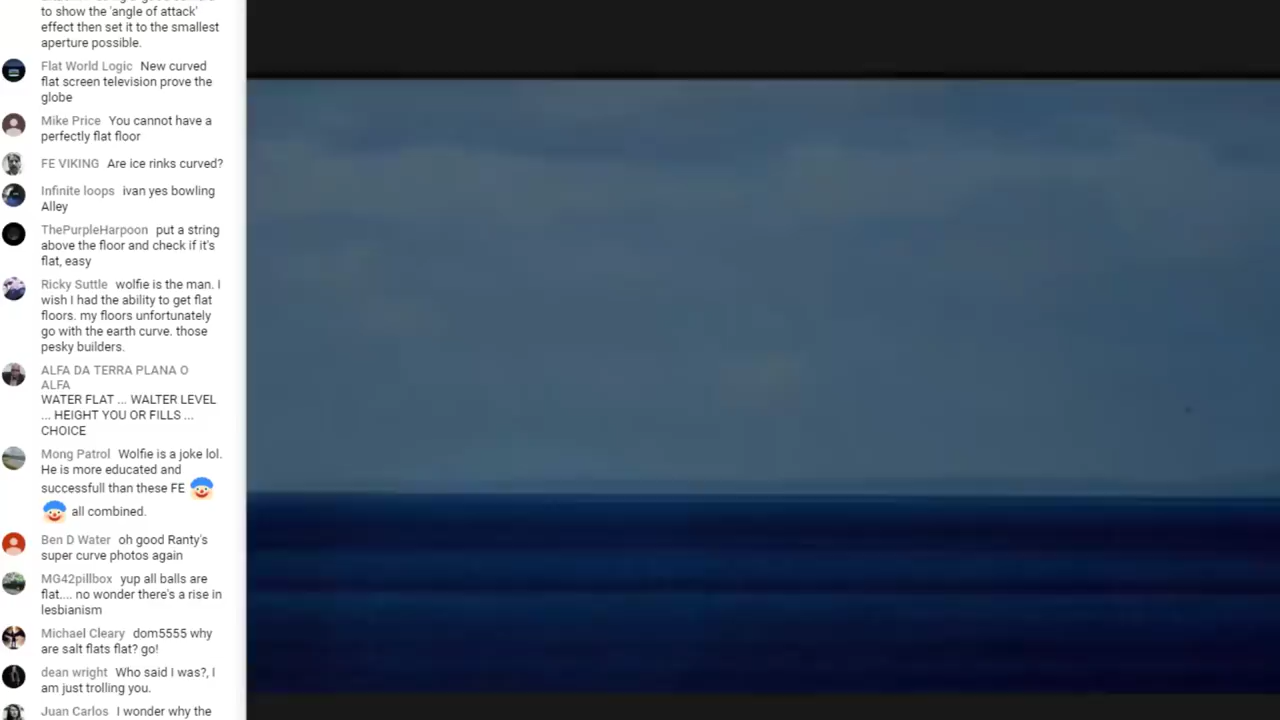 to show the 'angle of attack'
effect then set it to the smallest
aperture possible.
Flat World Logic New curved
flat screen television prove the
globe
Mike Price You cannot have a
perfectly flat floor
FE VIKING Are ice rinks curved?
Infinite loops ivan yes bowling
Alley
ThePurpleHarpoon put a string
above the floor and check if it's
flat, easy
Ricky Suttle wolfie is the man. I
wish I had the ability to get flat
floors. my floors unfortunately
go with the earth curve. those
pesky builders.
ALFA DA TERRA PLANA O
ALFA
WATER FLAT ... WALTER LEVEL
... HEIGHT YOU OR FILLS ...
CHOICE
Mong Patrol Wolfie is a joke lol.
He is more educated and
successfull than these FE
all combined.
Ben D Water oh good Ranty's
super curve photos again
MG42pillbox yup all balls are
flat.... no wonder there's a rise in
lesbianism
Michael Cleary dom5555 why
are salt flats flat? go!
dean wright Who said I was?, I
am just trolling you.
Juan Carlos I wonder why the